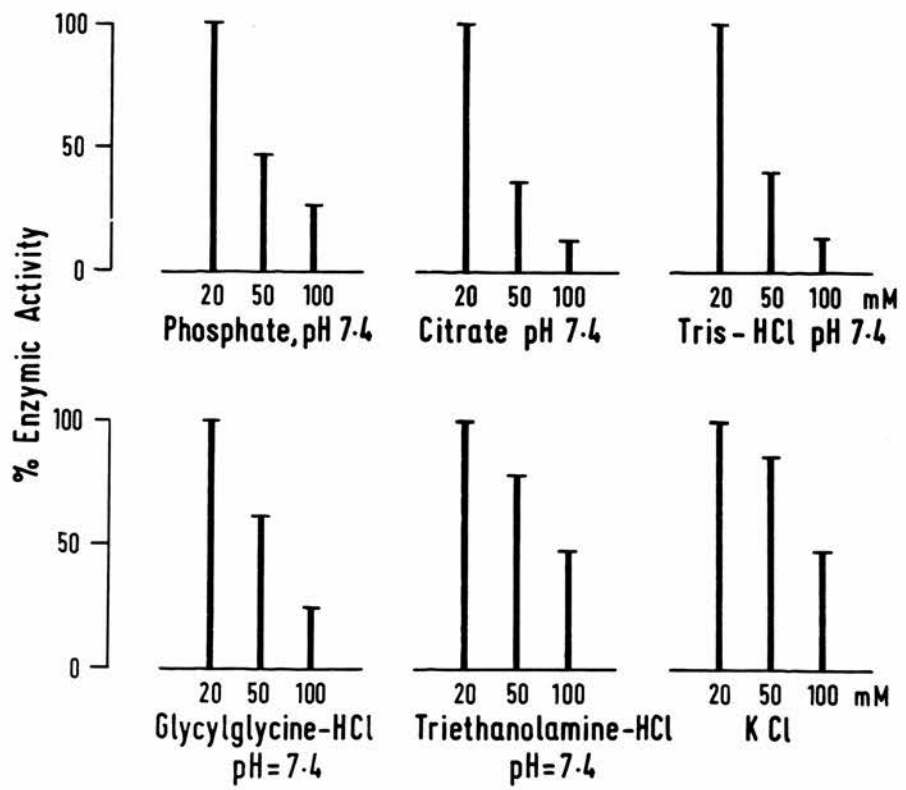 % Enzymic Activity
100
50
0
20 50 100
Phosphate, pH 7·4
20 50 100
Citrate pH 7·4
20 50 100 mM
Tris-HCl pH 7·4
100
50
0
20 50 100
Glycylglycine-HCl
pH=7·4
20 50 100
Triethanolamine-HCl
pH=7·4
20 50 100 mM
K Cl